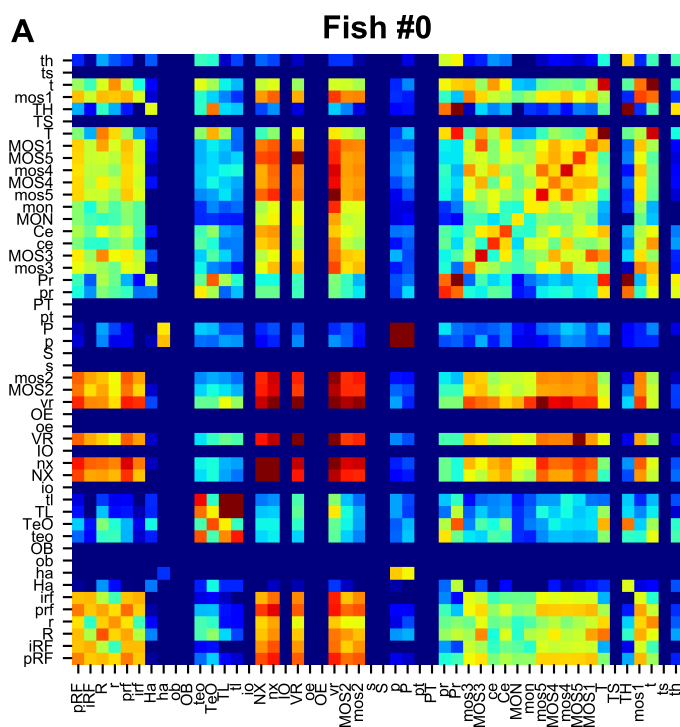 A
Fish #0
th
ts
t
mos1
TH
TS
T
MOS1
MOS5
mos4
MOS4
mos5
mon
MON
Ce
ce
MOS3
mos3
Pr
pr
PT
pt
P
p
S
s
mos2
MOS2
vr
OE
oe
VR
IO
nx
NX
io
tl
TL
TeO
teo
OB
ob
ha
Ha
irf
prf
r
R
iRF
pRF
pRF iRF R r prf irf Ha ha ob OB teo TeO TL tl io NX nx IO VR oe OE vr MOS2 mos2 s S p P pt PT pr Pr mos3 MOS3 ce Ce MON mon mos5 MOS4 mos4 MOS5 MOS1 T TS TH mos1 t ts th